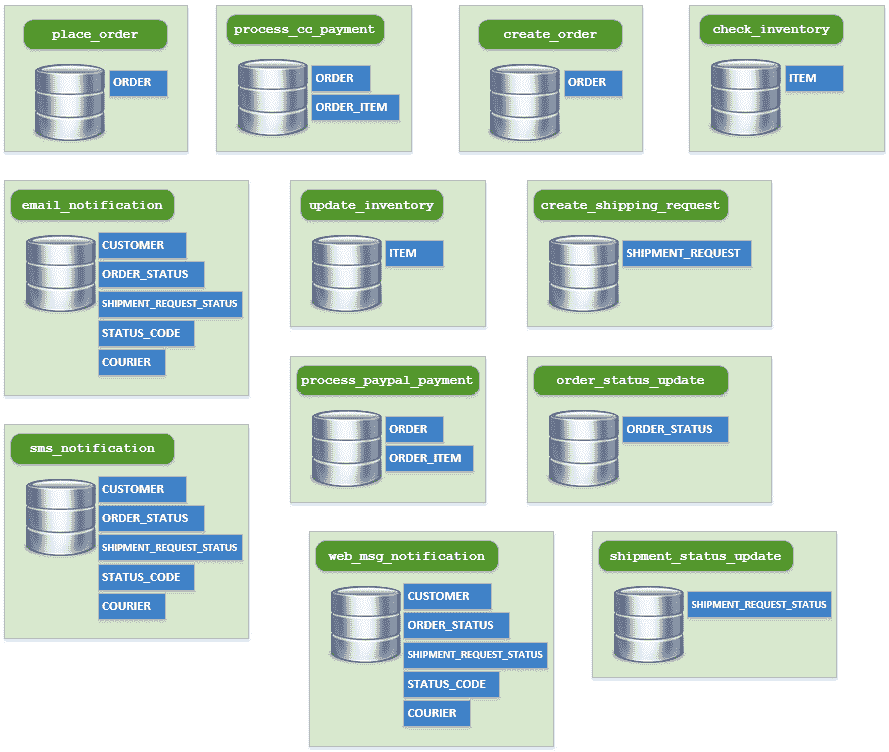 place_order
ORDER
process_cc_payment
ORDER
ORDER_ITEM
create_order
ORDER
check_inventory
ITEM
email_notification
CUSTOMER
ORDER_STATUS
SHIPMENT_REQUEST_STATUS
STATUS_CODE
COURIER
update_inventory
ITEM
create_shipping_request
SHIPMENT_REQUEST
process_paypal_payment
ORDER
ORDER_ITEM
order_status_update
ORDER_STATUS
sms_notification
CUSTOMER
ORDER_STATUS
SHIPMENT_REQUEST_STATUS
STATUS_CODE
COURIER
web_msg_notification
CUSTOMER
ORDER_STATUS
SHIPMENT_REQUEST_STATUS
STATUS_CODE
COURIER
shipment_status_update
SHIPMENT_REQUEST_STATUS